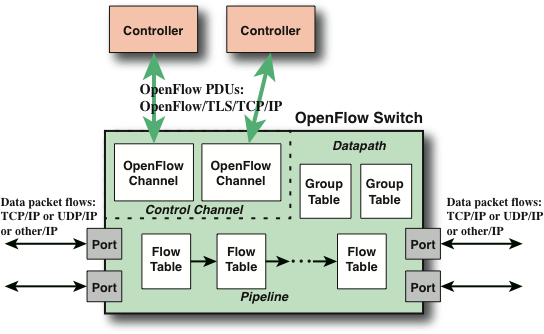 Controller
Controller
OpenFlow PDUs:
OpenFlow/TLS/TCP/IP
OpenFlow Switch
Datapath
OpenFlow
Channel
OpenFlow
Channel
Group
Table
Group
Table
Control Channel
Data packet flows:
TCP/IP or UDP/IP
or other/IP
Data packet flows:
TCP/IP or UDP/IP
or other/IP
Port
Port
Flow
Table
Flow
Table
Flow
Table
Port
Port
Pipeline